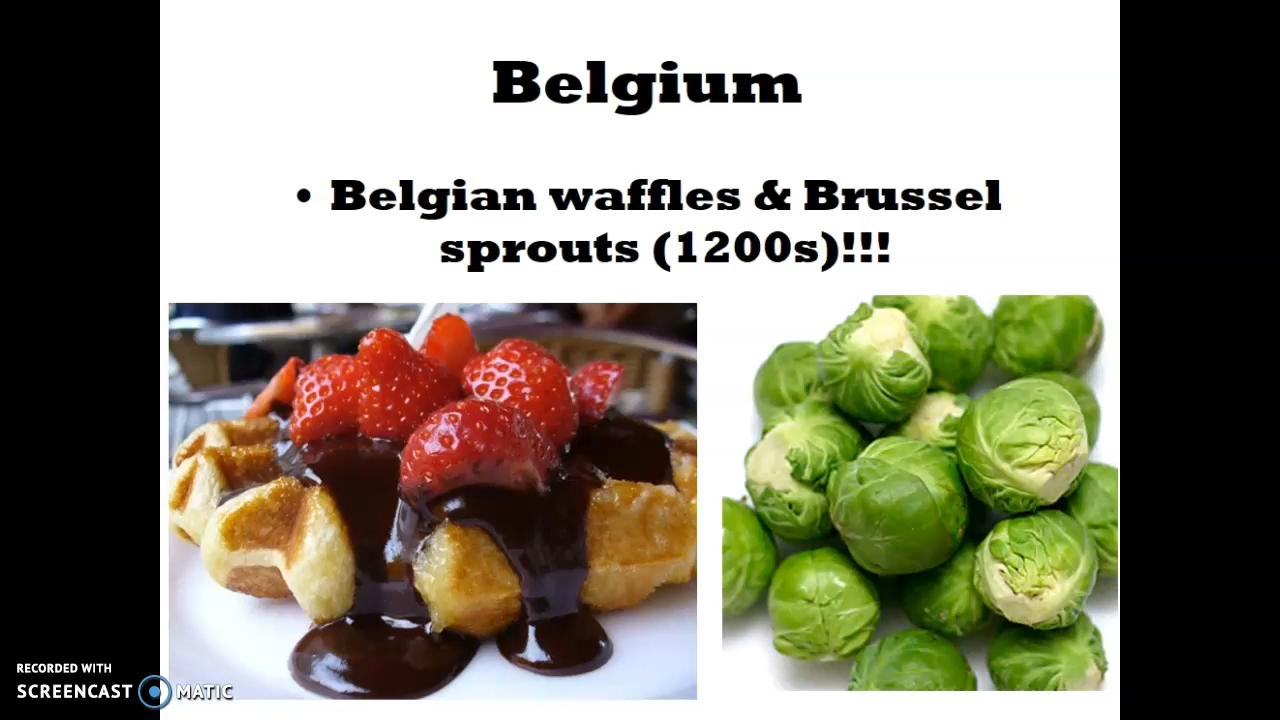 Belgium
• Belgian waffles & Brussel
sprouts (1200s)!!!
RECORDED WITH
SCREENCAST MATIC